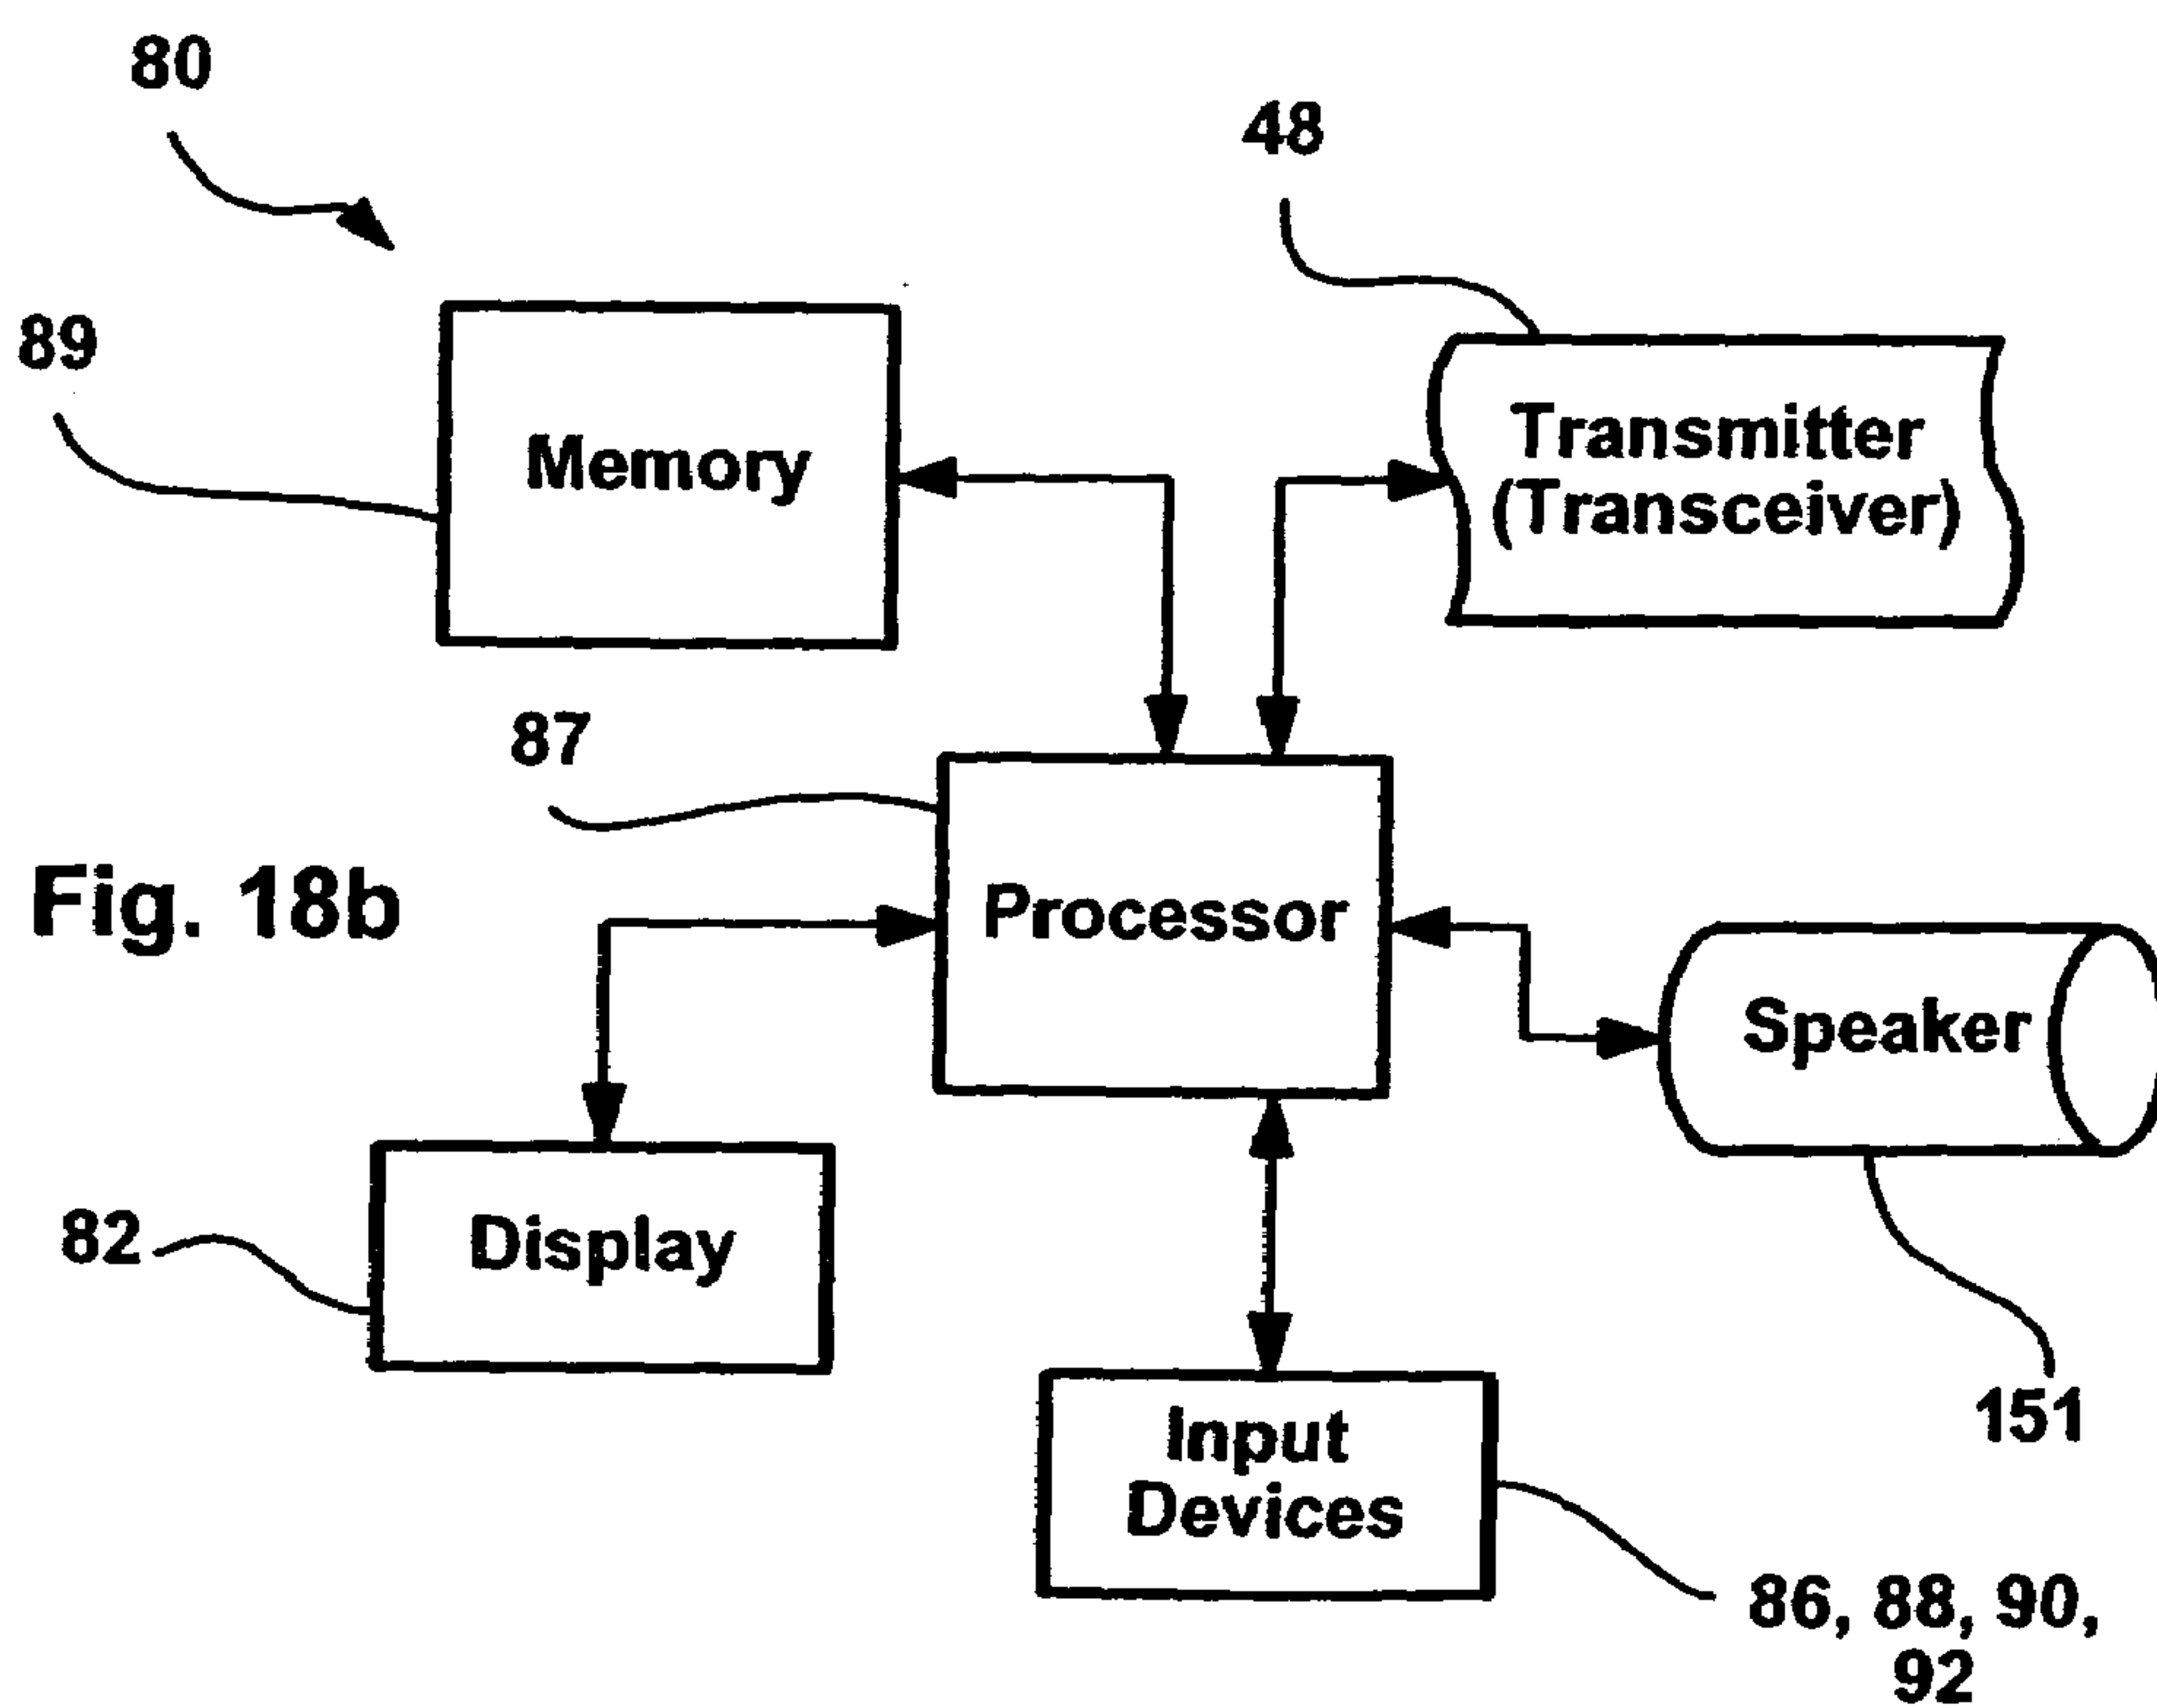 80
48
89
Memory
Transmitter
(Transceiver)
87
Fig. 18b
Processor
Speaker
82
Display
151
Input
Devices
86, 88, 90,
92